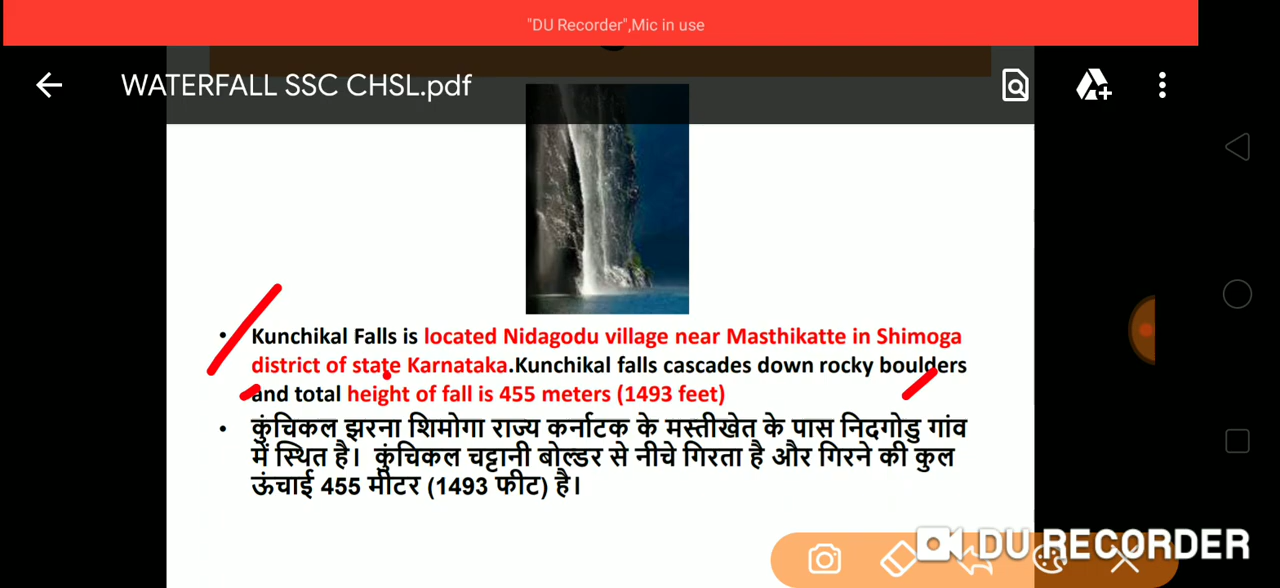 "DU Recorder",Mic in use
WATERFALL SSC CHSL.pdf
• Kunchikal Falls is located Nidagodu village near Masthikatte in Shimoga
district of state Karnataka.Kunchikal falls cascades down rocky boulders
and total height of fall is 455 meters (1493 feet)
• कुंचिकल झरना शिमोगा राज्य कर्नाटक के मस्तीखेत के पास निदगोडु गांव
में स्थित है। कुंचिकल चट्टानी बोल्डर से नीचे गिरता है और गिरने की कुल
ऊंचाई 455 मीटर (1493 फीट) है।
DU RECORDER